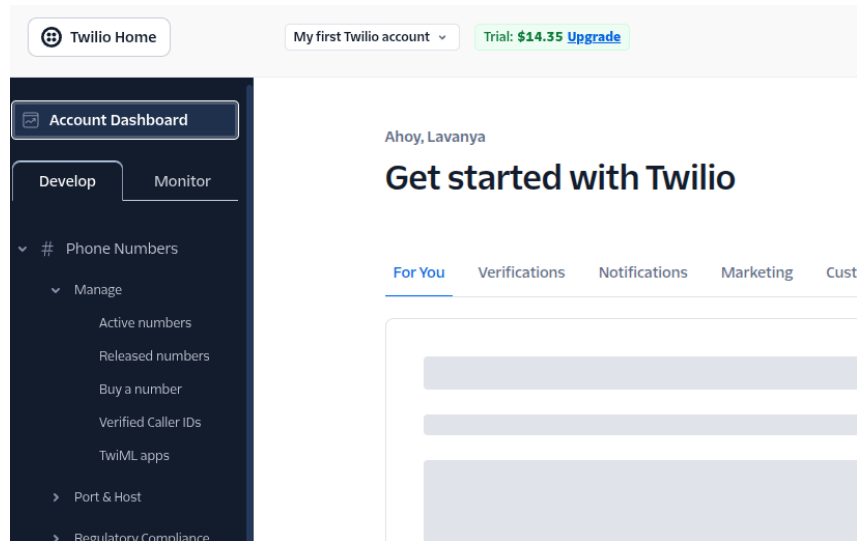 Twilio Home
My first Twilio account
Trial: $14.35 Upgrade
Account Dashboard
Develop
Monitor
# Phone Numbers
Manage
Active numbers
Released numbers
Buy a number
Verified Caller IDs
TwiML apps
Port & Host
Regulatory Compliance
Ahoy, Lavanya
Get started with Twilio
For You
Verifications
Notifications
Marketing
Cust